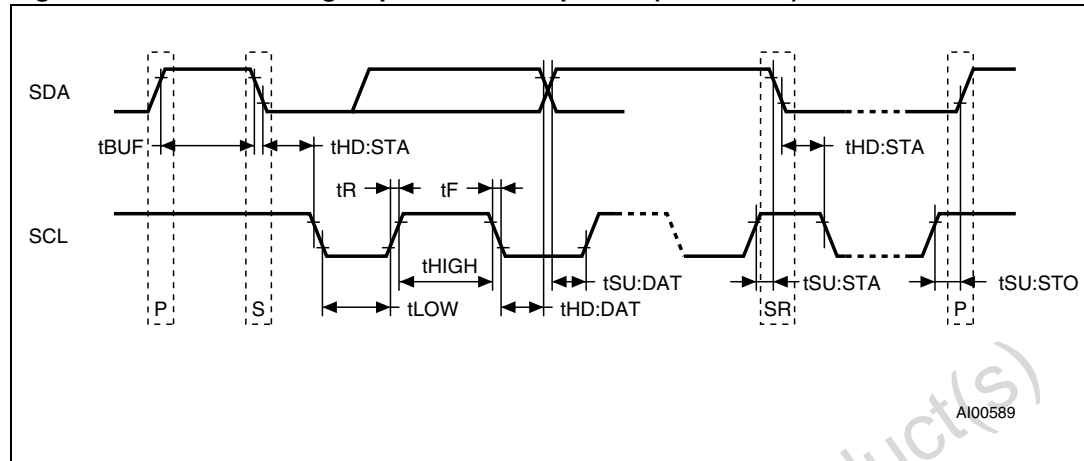 SDA
tBUF
tHD:STA
tHD:STA
tR
tF
SCL
tHIGH
tSU:DAT
tSU:STA
tSU:STO
P
S
tLOW
tHD:DAT
SR
P
AI00589